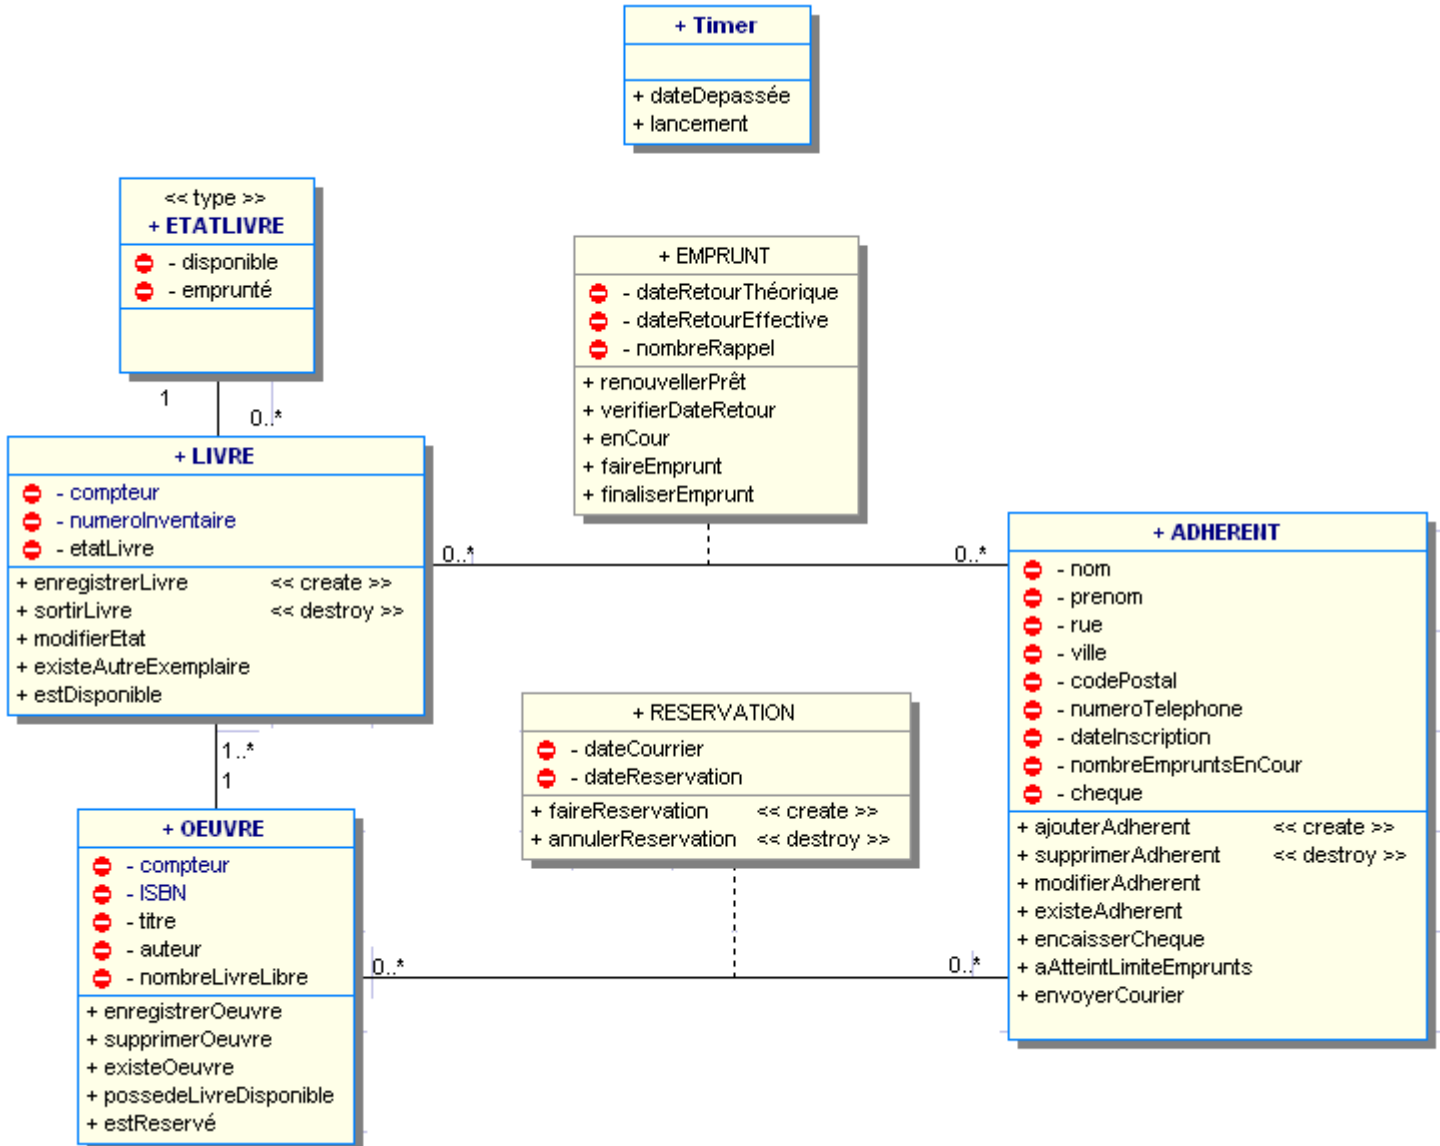 + Timer
+ dateDepassée
+ lancement
<< type >>
+ ETATLIVRE
- disponible
- emprunté
1
0..*
+ EMPRUNT
- dateRetourThéorique
- dateRetourEffective
- nombreRappel
+ renouvellerPrêt
+ verifierDateRetour
+ enCour
+ faireEmprunt
+ finaliserEmprunt
+ LIVRE
- compteur
- numeroInventaire
- etatLivre
+ enregistrerLivre << create >>
+ sortirLivre << destroy >>
+ modifierEtat
+ existeAutreExemplaire
+ estDisponible
0..*
0..*
+ ADHERENT
- nom
- prenom
- rue
- ville
- codePostal
- numeroTelephone
- dateInscription
- nombreEmpruntsEnCour
- cheque
+ ajouterAdherent << create >>
+ supprimerAdherent << destroy >>
+ modifierAdherent
+ existeAdherent
+ encaisserCheque
+ aAtteintLimiteEmprunts
+ envoyerCourier
+ RESERVATION
- dateCourrier
- dateReservation
+ faireReservation << create >>
+ annulerReservation << destroy >>
1..*
1
+ OEUVRE
- compteur
- ISBN
- titre
- auteur
- nombreLivreLibre
+ enregistrerOeuvre
+ supprimerOeuvre
+ existeOeuvre
+ possedeLivreDisponible
+ estReservé
0..*
0..*